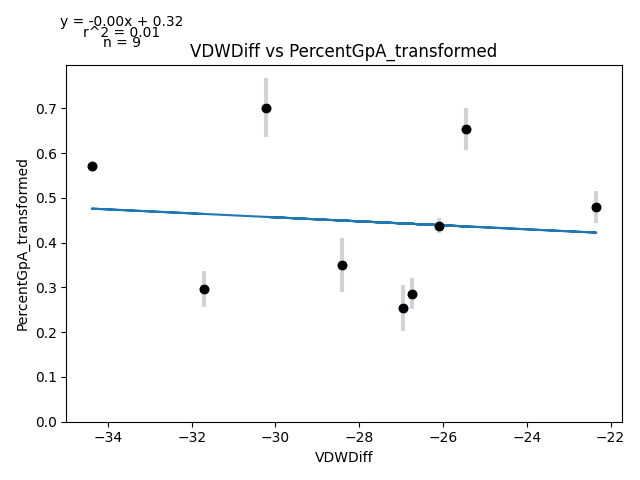 y = -0.00x + 0.32
r^2 = 0.01
n = 9
VDWDiff vs PercentGpA_transformed
PercentGpA_transformed
0.7
0.6
0.5
0.4
0.3
0.2
0.1
0.0
−34 −32 −30 −28 −26 −24 −22
VDWDiff